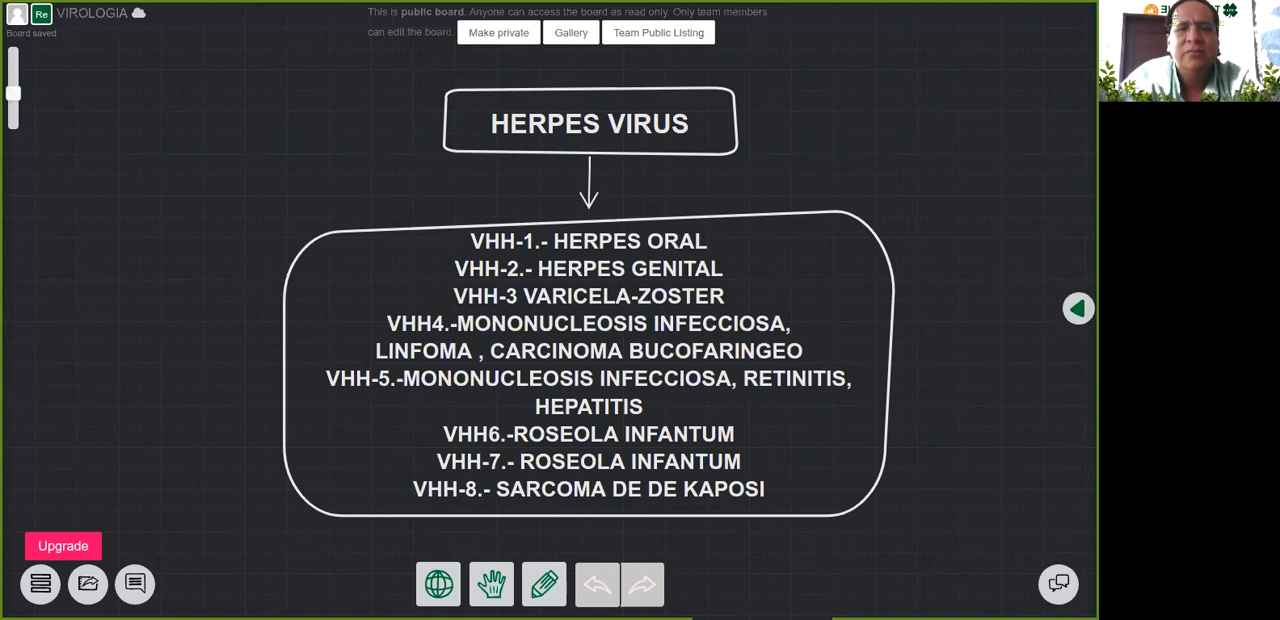 Re VIROLOGIA
Board saved
This is public board. Anyone can access the board as read only. Only team members
can edit the board.
Make private
Gallery
Team Public Listing
HERPES VIRUS
VHH-1.- HERPES ORAL
VHH-2.- HERPES GENITAL
VHH-3 VARICELA-ZOSTER
VHH4.-MONONUCLEOSIS INFECCIOSA,
LINFOMA , CARCINOMA BUCOFARINGEO
VHH-5.-MONONUCLEOSIS INFECCIOSA, RETINITIS,
HEPATITIS
VHH6.-ROSEOLA INFANTUM
VHH-7.- ROSEOLA INFANTUM
VHH-8.- SARCOMA DE DE KAPOSI
Upgrade